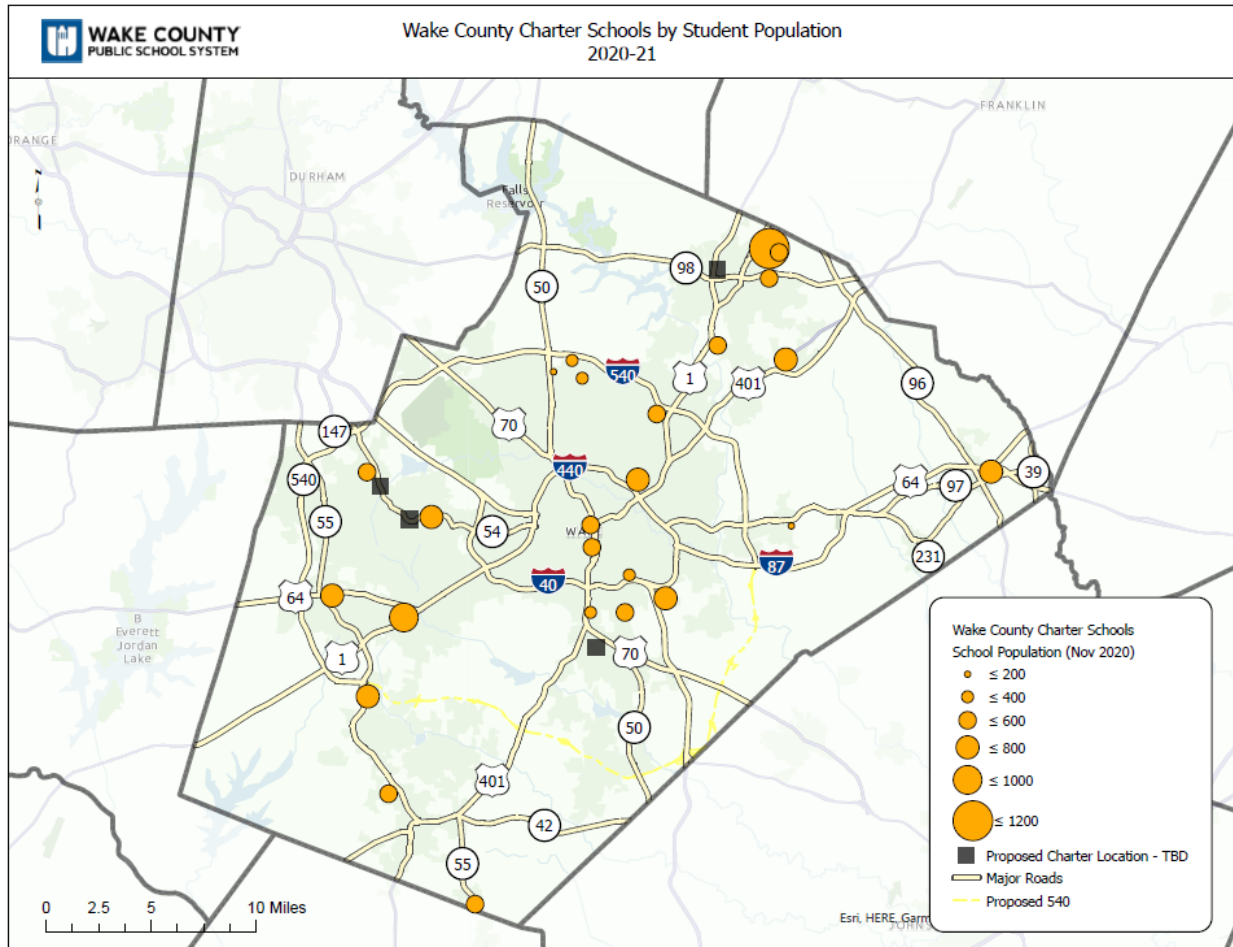 WAKE COUNTY
PUBLIC SCHOOL SYSTEM
Wake County Charter Schools by Student Population
2020-21
FRANKLIN
ORANGE
DURHAM
Falls
Reservoir
98
50
540
1
401
96
70
147
440
540
64
97
39
55
54
WAKE
87
231
40
64
B
Everett
Jordan
Lake
1
70
50
401
42
55
Wake County Charter Schools
School Population (Nov 2020)
≤ 200
≤ 400
≤ 600
≤ 800
≤ 1000
≤ 1200
Proposed Charter Location - TBD
Major Roads
Proposed 540
0 2.5 5 10 Miles
Esri, HERE, Garm
JOHNS